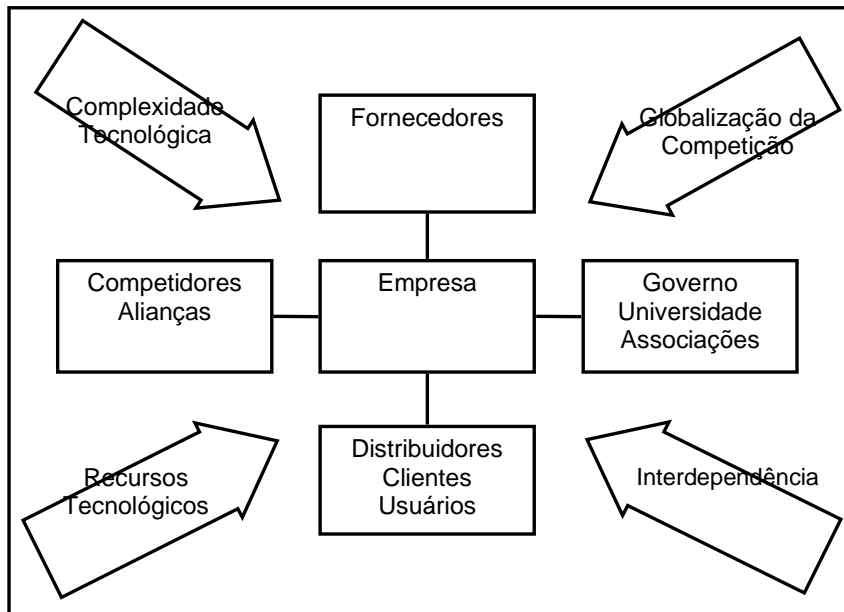 Complexidade
Tecnológica
Fornecedores
Globalização da
Competição
Competidores
Alianças
Empresa
Governo
Universidade
Associações
Recursos
Tecnológicos
Distribuidores
Clientes
Usuários
Interdependência